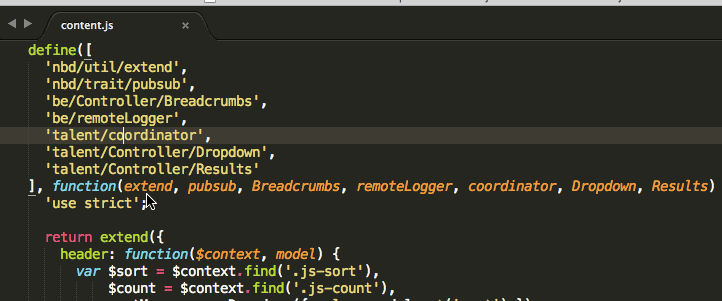 content.js
define([
'nbd/util/extend',
'nbd/trait/pubsub',
'be/Controller/Breadcrumbs',
'be/remoteLogger',
'talent/coordinator',
'talent/Controller/Dropdown',
'talent/Controller/Results'
], function(extend, pubsub, Breadcrumbs, remoteLogger, coordinator, Dropdown, Results)
'use strict';
return extend({
header: function($context, model) {
var $sort = $context.find('.js-sort'),
$count = $context.find('.js-count'),